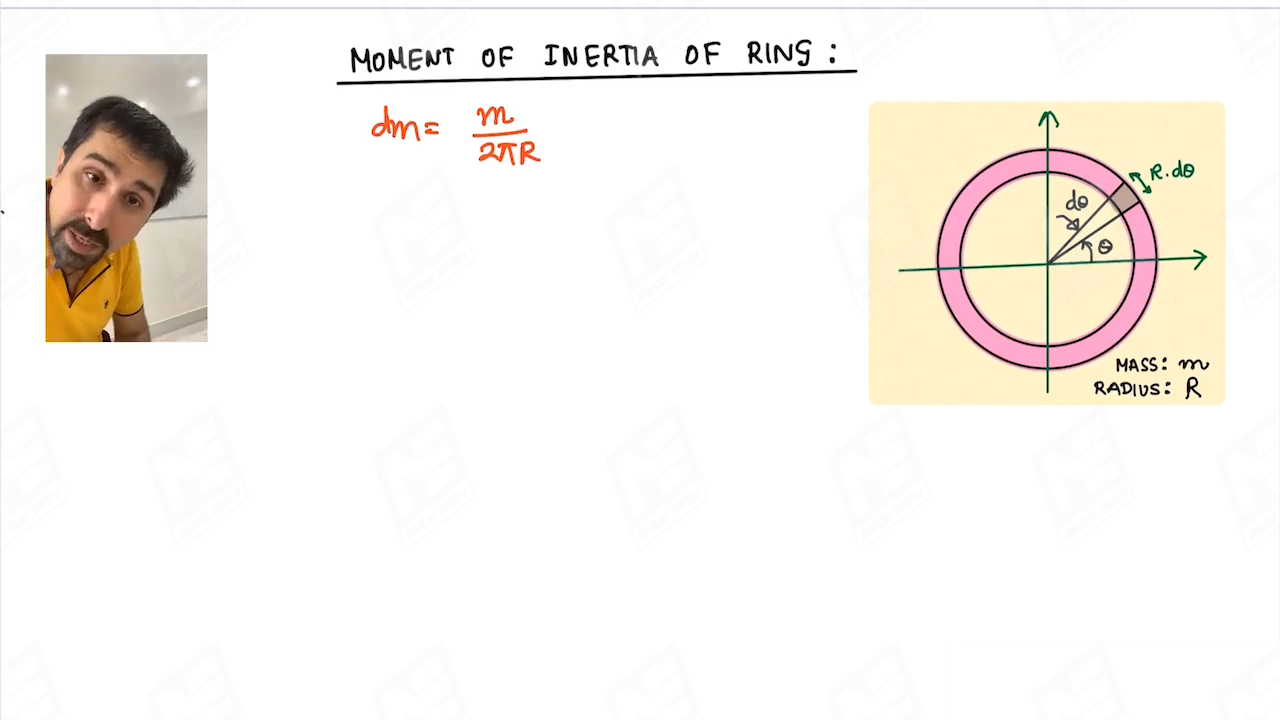 MOMENT OF INERTIA OF RING :
dm = m
2πR
R.dθ
dθ
θ
MASS: m
RADIUS: R